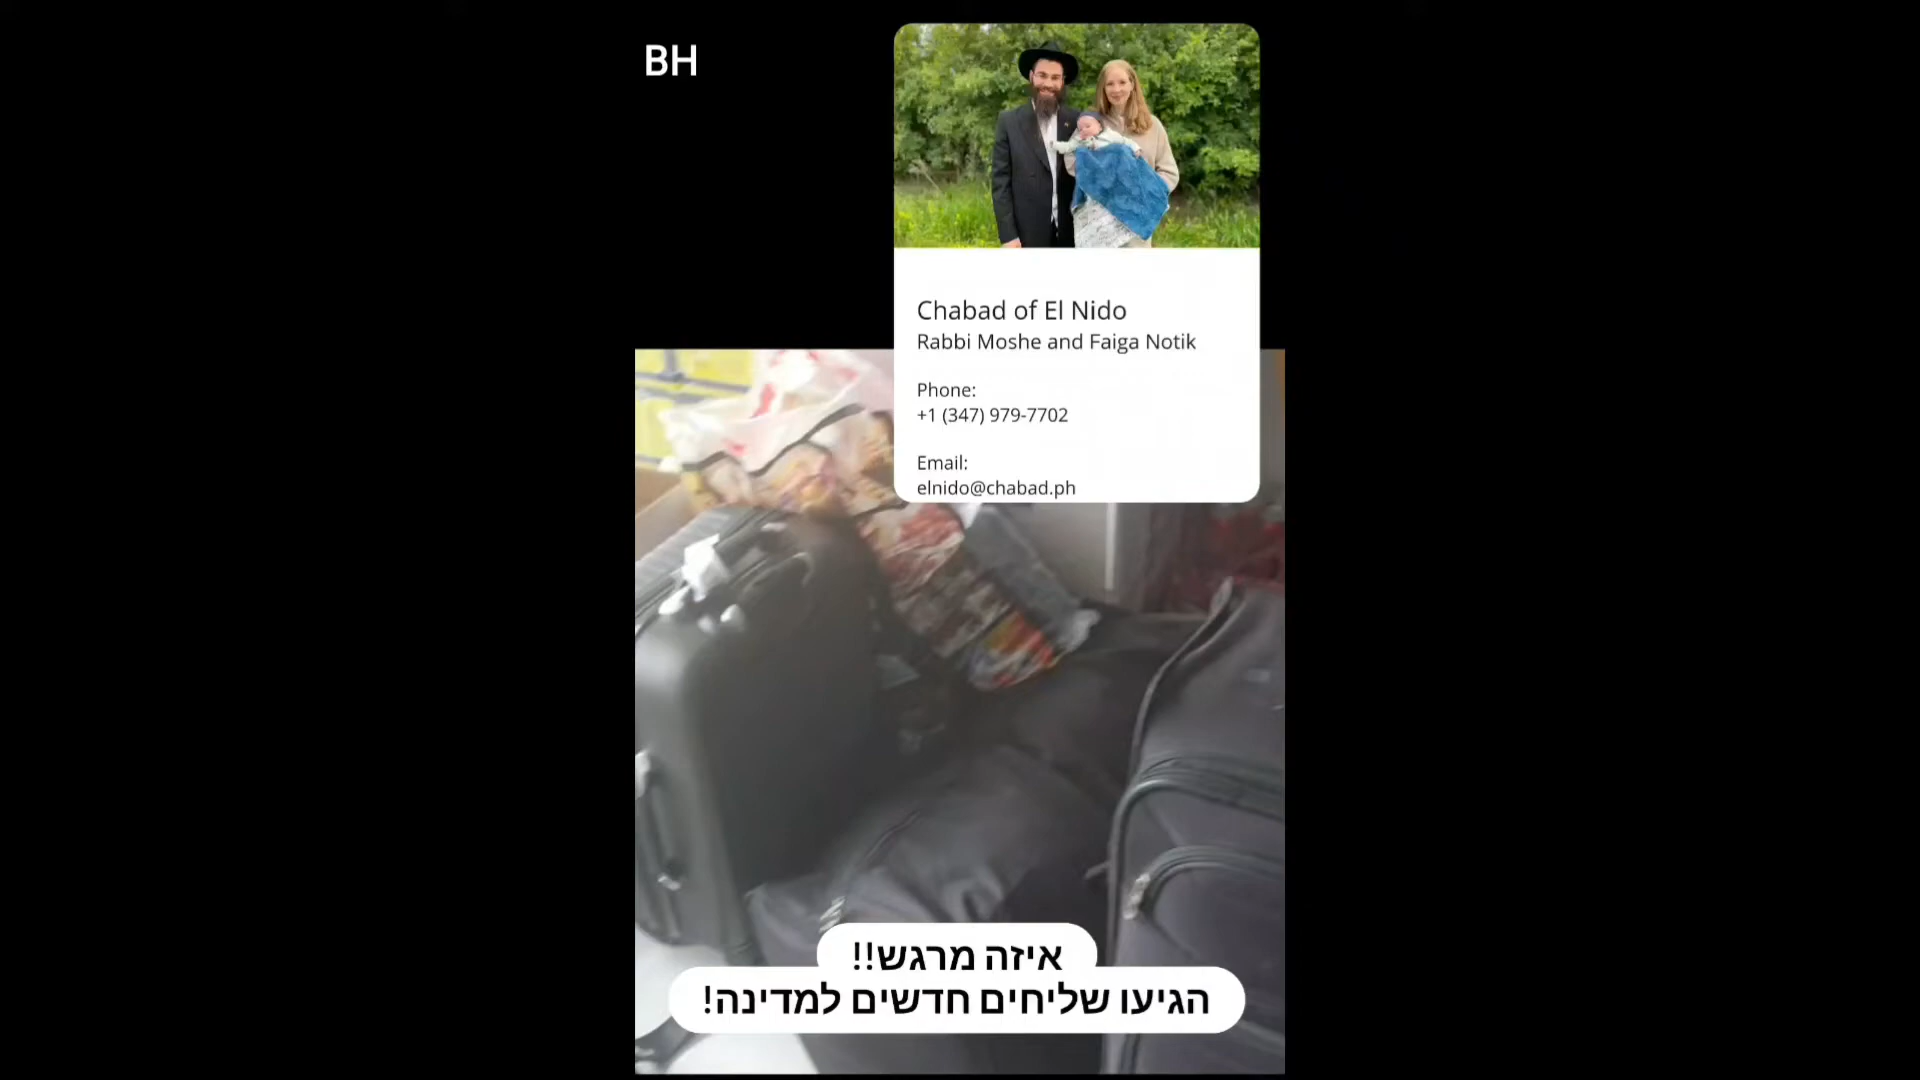 BH
Chabad of El Nido
Rabbi Moshe and Faiga Notik
Phone:
+1 (347) 979-7702
Email:
elnido@chabad.ph
איזה מרגש!!
הגיעו שליחים חדשים למדינה!